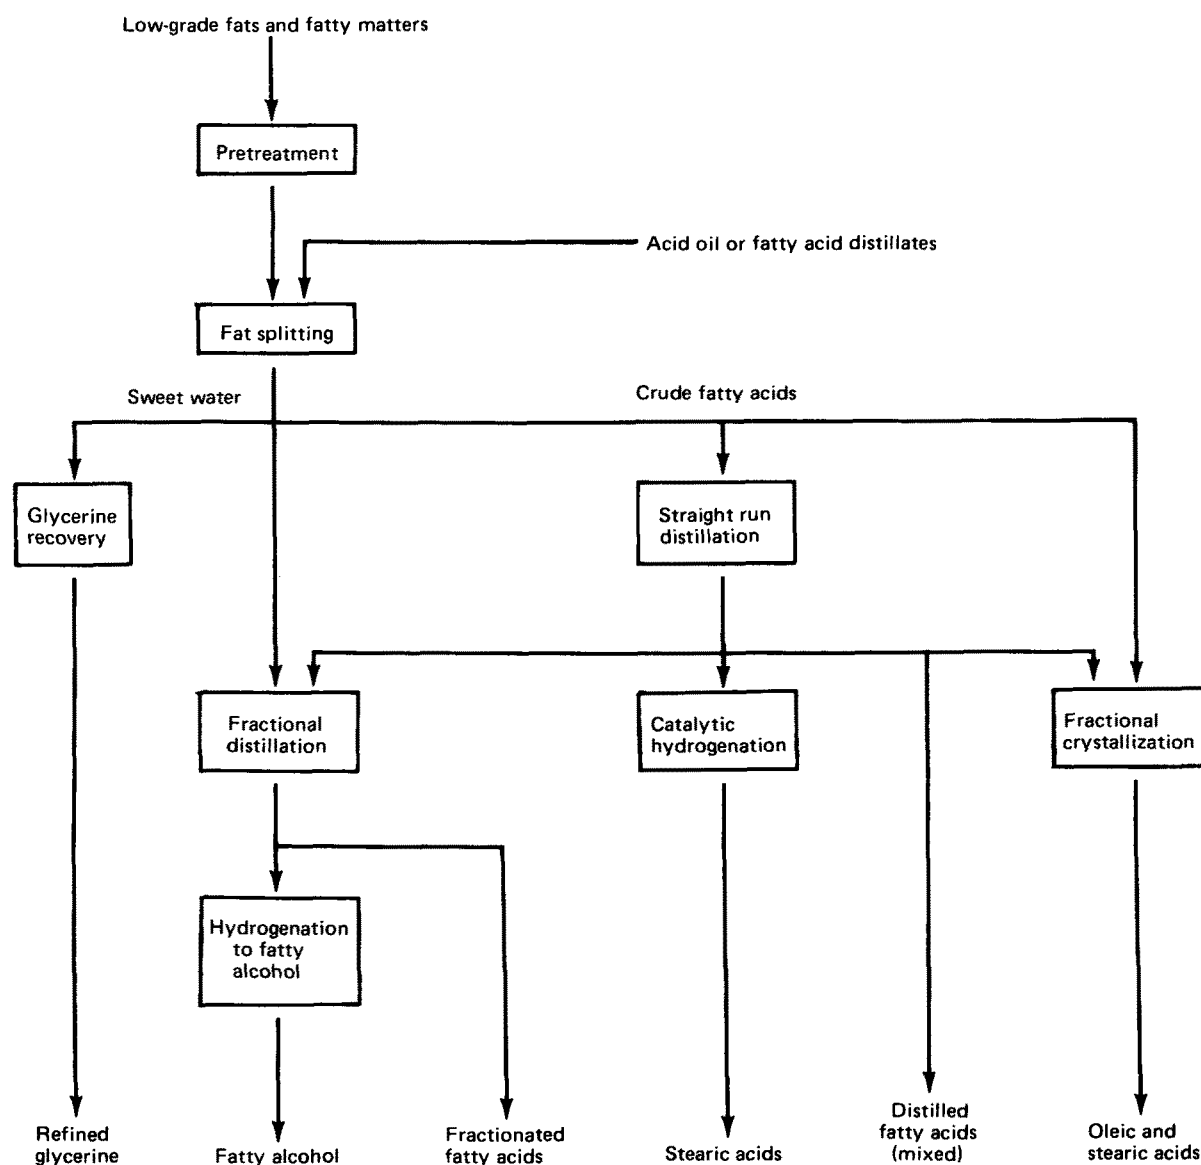 Low-grade fats and fatty matters
Pretreatment
Acid oil or fatty acid distillates
Fat splitting
Sweet water
Crude fatty acids
Glycerine
recovery
Straight run
distillation
Fractional
distillation
Catalytic
hydrogenation
Fractional
crystallization
Hydrogenation
to fatty
alcohol
Refined
glycerine
Fatty alcohol
Fractionated
fatty acids
Stearic acids
Distilled
fatty acids
(mixed)
Oleic and
stearic acids